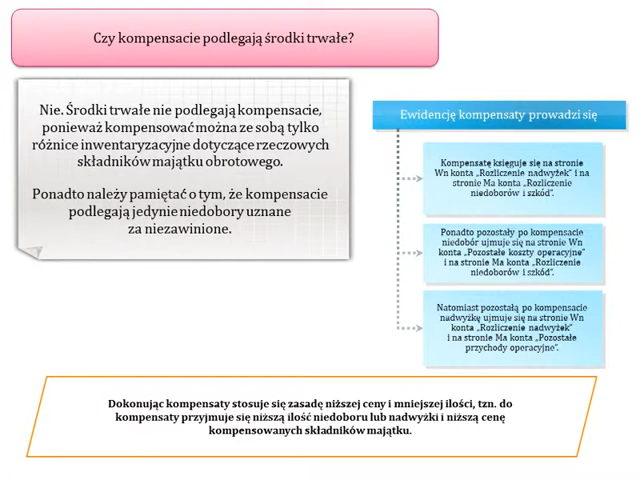 Czy kompensacie podlegają środki trwałe?
Nie. Środki trwałe nie podlegają kompensacie,
ponieważ kompensować można ze sobą tylko
różnice inwentaryzacyjne dotyczące rzeczowych
składników majątku obrotowego.
Ponadto należy pamiętać o tym, że kompensacie
podlegają jedynie niedobory uznane
za niezawinione.
Ewidencję kompensaty prowadzi się
Kompensatę księguje się na stronie
Wn konta „Rozliczenie nadwyżek" i na
stronie Ma konta „Rozliczenie
niedoborów i szkód".
Ponadto pozostały po kompensacie
niedobór ujmuje się na stronie Wn
konta „Pozostałe koszty operacyjne"
i na stronie Ma konta „Rozliczenie
niedoborów i szkód".
Natomiast pozostałą po kompensacie
nadwyżkę ujmuje się na stronie Wn
konta „Rozliczenie nadwyżek"
i na stronie Ma konta „Pozostałe
przychody operacyjne".
Dokonując kompensaty stosuje się zasadę niższej ceny i mniejszej ilości, tzn. do
kompensaty przyjmuje się niższą ilość niedoboru lub nadwyżki i niższą cenę
kompensowanych składników majątku.